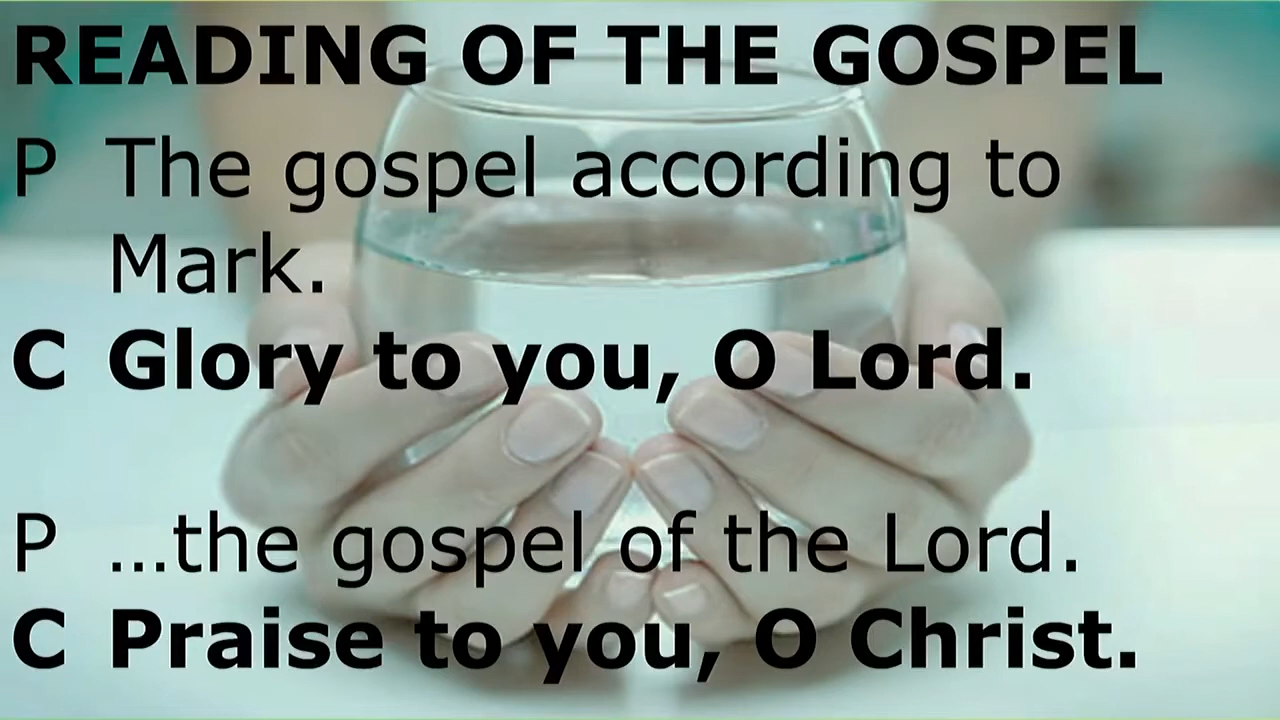 READING OF THE GOSPEL
P The gospel according to
Mark.
C Glory to you, O Lord.
P …the gospel of the Lord.
C Praise to you, O Christ.